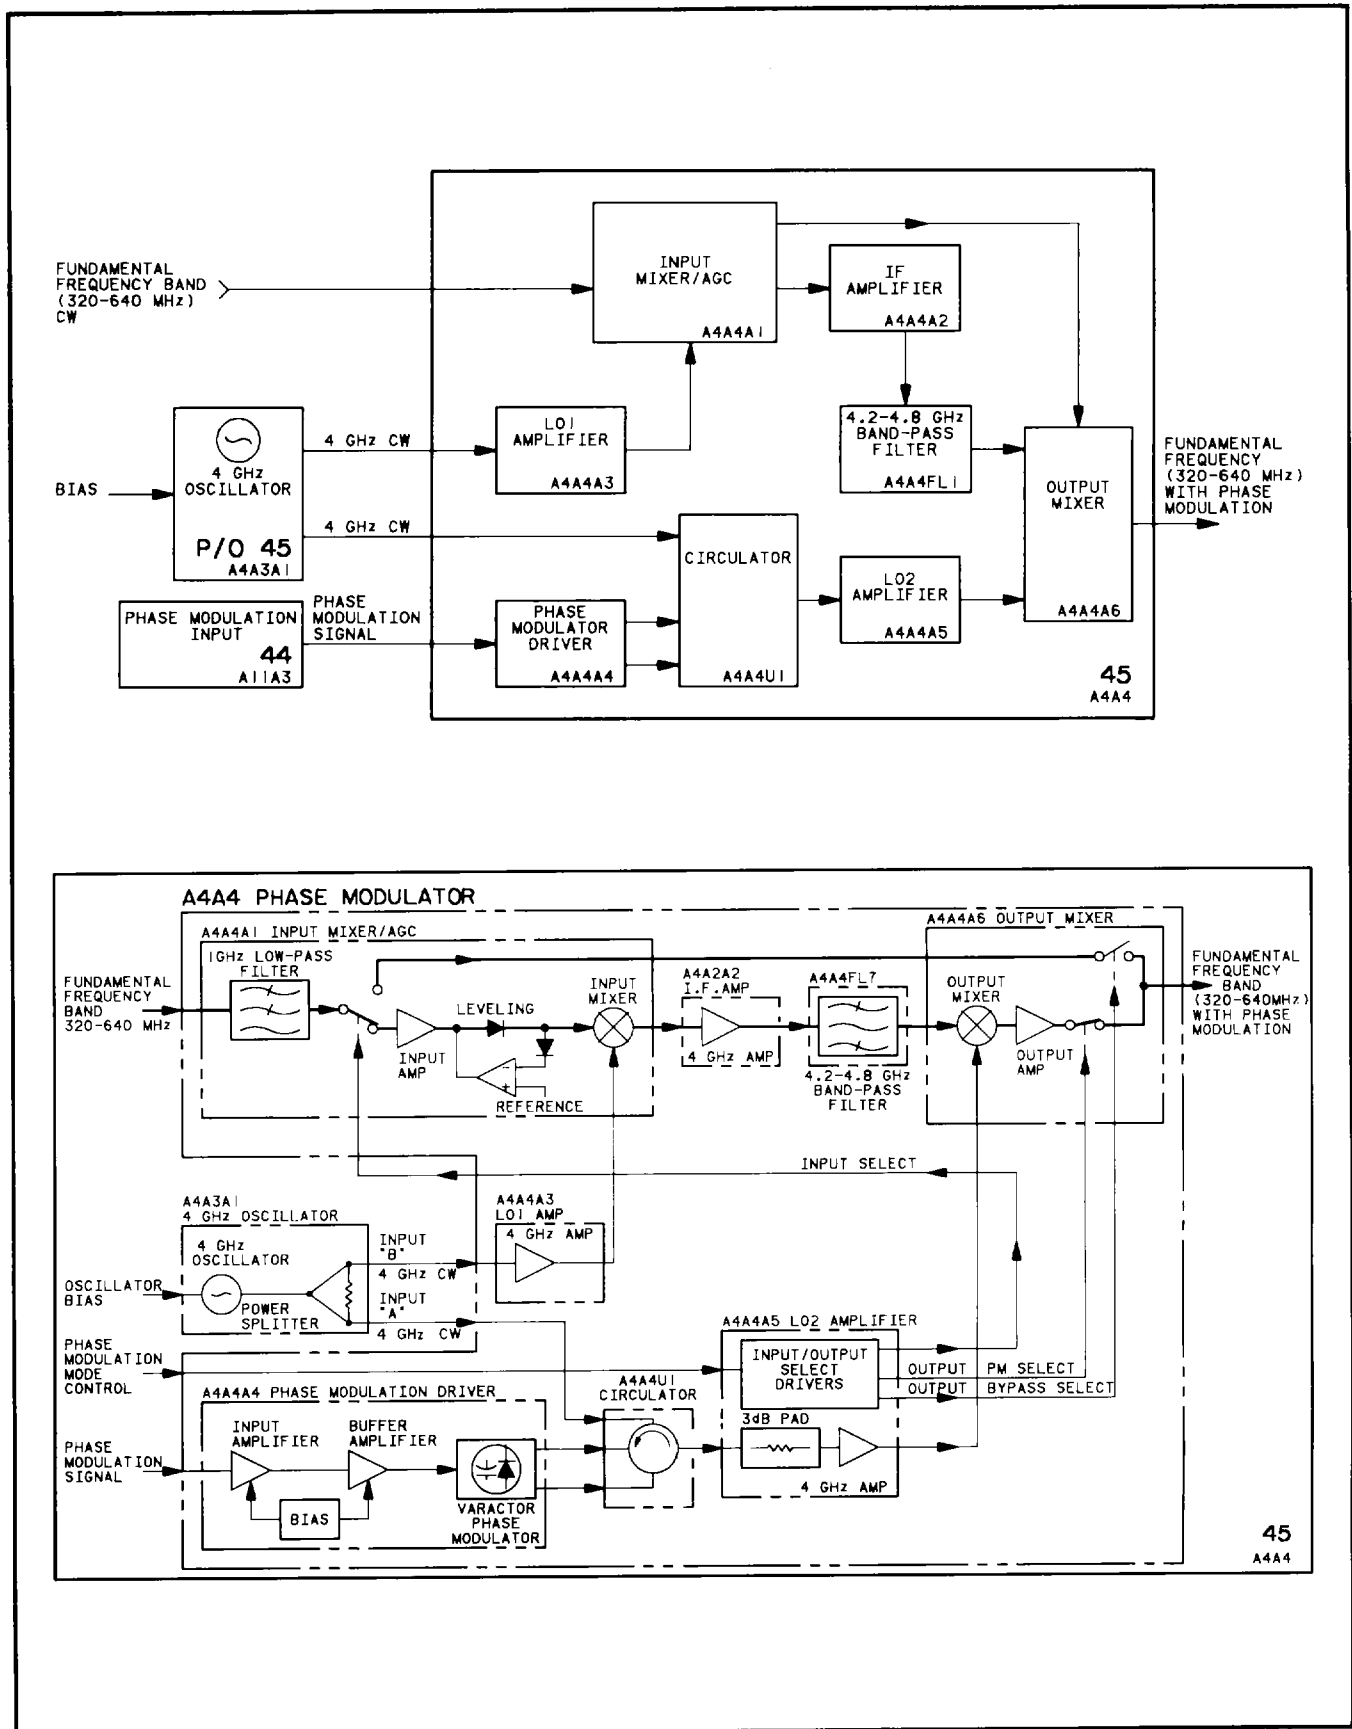 FUNDAMENTAL
FREQUENCY BAND
(320-640 MHz)
CW
INPUT
MIXER/AGC
A4A4A1
IF
AMPLIFIER
A4A4A2
BIAS
4 GHz
OSCILLATOR
P/O 45
A4A3A1
4 GHz CW
4 GHz CW
LO1
AMPLIFIER
A4A4A3
4.2-4.8 GHz
BAND-PASS
FILTER
A4A4FL1
OUTPUT
MIXER
A4A4A6
FUNDAMENTAL
FREQUENCY
(320-640 MHz)
WITH PHASE
MODULATION
PHASE MODULATION
INPUT
44
A11A3
PHASE
MODULATION
SIGNAL
PHASE
MODULATOR
DRIVER
A4A4A4
CIRCULATOR
A4A4U1
LO2
AMPLIFIER
A4A4A5
45
A4A4
A4A4 PHASE MODULATOR
A4A4A1 INPUT MIXER/AGC
1GHz LOW-PASS
FILTER
FUNDAMENTAL
FREQUENCY
BAND
320-640 MHz
INPUT
AMP
LEVELING
REFERENCE
INPUT
MIXER
A4A2A2
I.F. AMP
4 GHz AMP
A4A4FL7
4.2-4.8 GHz
BAND-PASS
FILTER
A4A4A6 OUTPUT MIXER
OUTPUT
MIXER
OUTPUT
AMP
FUNDAMENTAL
FREQUENCY
BAND
(320-640MHz)
WITH PHASE
MODULATION
INPUT SELECT
A4A3A1
4 GHz OSCILLATOR
4 GHz
OSCILLATOR
OSCILLATOR
BIAS
POWER
SPLITTER
INPUT
"B"
4 GHz CW
INPUT
"A"
4 GHz CW
A4A4A3
LO1 AMP
4 GHz AMP
PHASE
MODULATION
MODE
CONTROL
A4A4A5 LO2 AMPLIFIER
INPUT/OUTPUT
SELECT
DRIVERS
OUTPUT PM SELECT
OUTPUT BYPASS SELECT
3dB PAD
4 GHz AMP
A4A4U1
CIRCULATOR
A4A4A4 PHASE MODULATION DRIVER
INPUT
AMPLIFIER
BUFFER
AMPLIFIER
PHASE
MODULATION
SIGNAL
BIAS
VARACTOR
PHASE
MODULATOR
45
A4A4